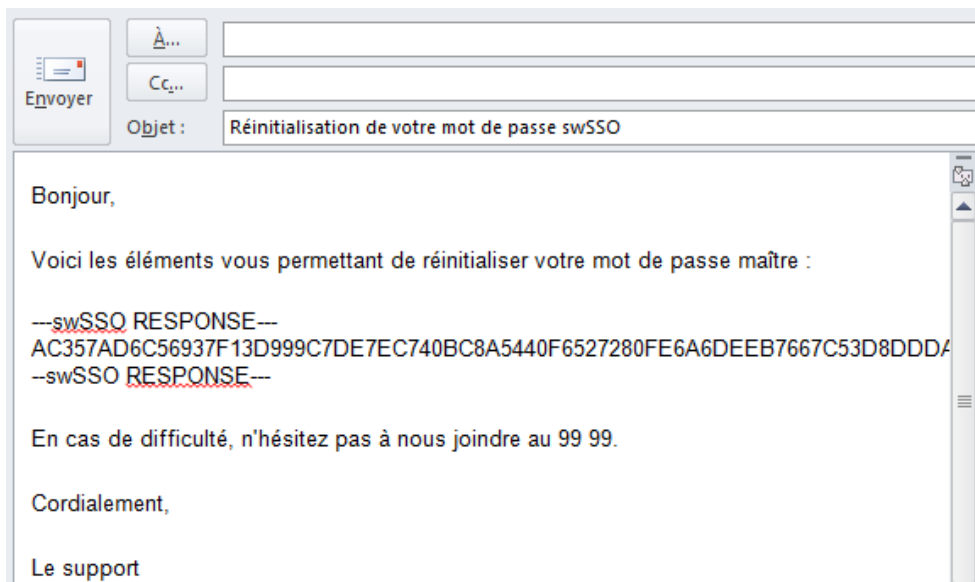 À...
Cc...
Envoyer
Objet :
Réinitialisation de votre mot de passe swSSO
Bonjour,
Voici les éléments vous permettant de réinitialiser votre mot de passe maître :
---swSSO RESPONSE---
AC357AD6C56937F13D999C7DE7EC740BC8A5440F6527280FE6A6DEEB7667C53D8DDDA
--swSSO RESPONSE---
En cas de difficulté, n'hésitez pas à nous joindre au 99 99.
Cordialement,
Le support